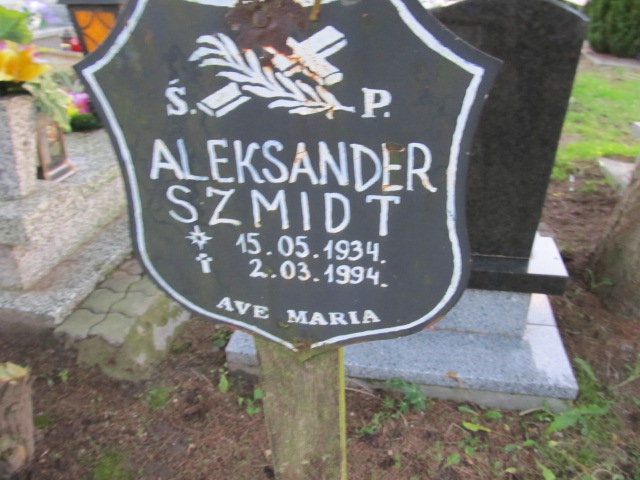 Ś. P.
ALEKSANDER
SZMIDT
15.05.1934.
2.03.1994.
AVE MARIA